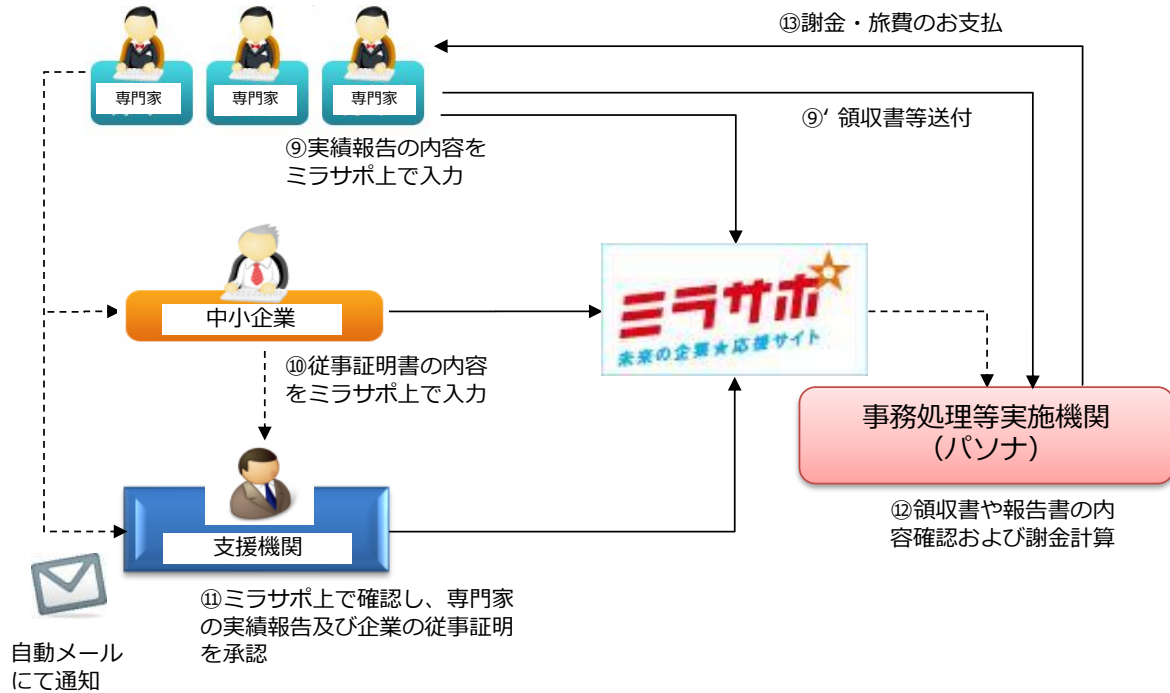 ⑬謝金・旅費のお支払
専門家
専門家
専門家
⑨‘ 領収書等送付
⑨実績報告の内容を
ミラサポ上で入力
ミラサポ
未来の企業★応援サイト
中小企業
⑩従事証明書の内容
をミラサポ上で入力
事務処理等実施機関
（パソナ）
⑫領収書や報告書の内
容確認および謝金計算
支援機関
⑪ミラサポ上で確認し、専門家
の実績報告及び企業の従事証明
を承認
自動メール
にて通知